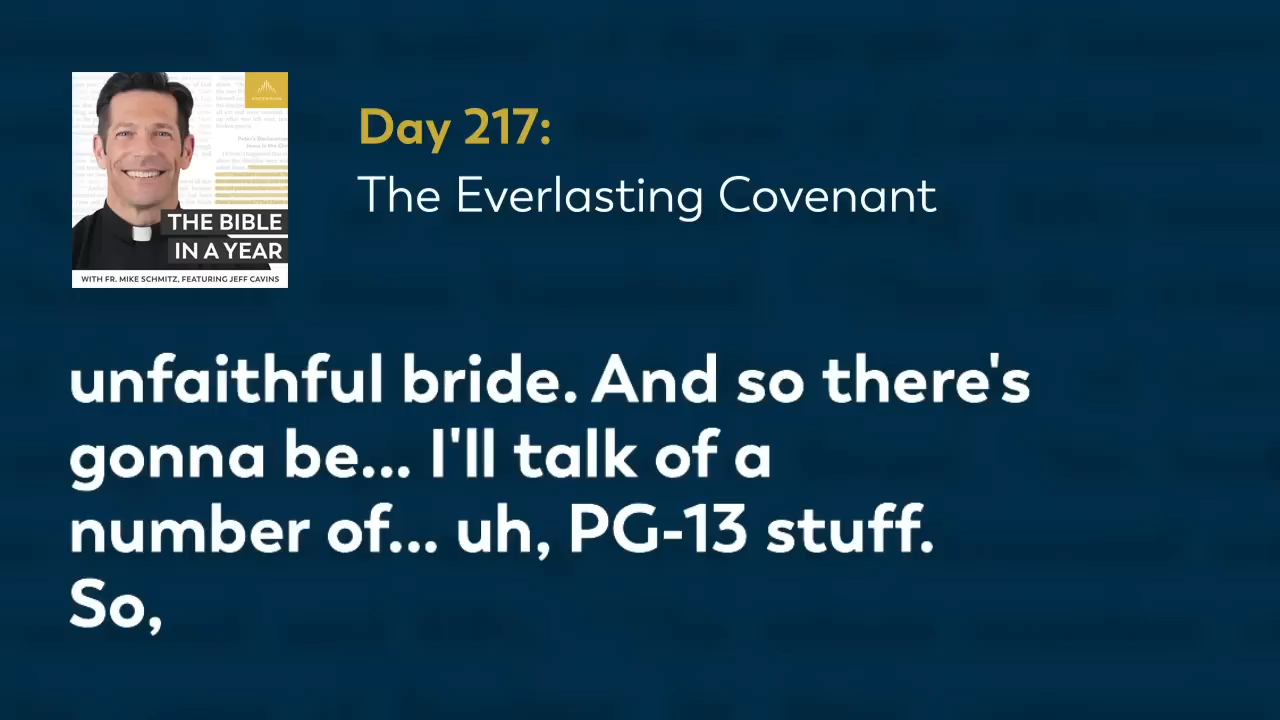 THE BIBLE
IN A YEAR
WITH FR. MIKE SCHMITZ, FEATURING JEFF CAVINS
Day 217:
The Everlasting Covenant
unfaithful bride. And so there's
gonna be... I'll talk of a
number of... uh, PG-13 stuff.
So,